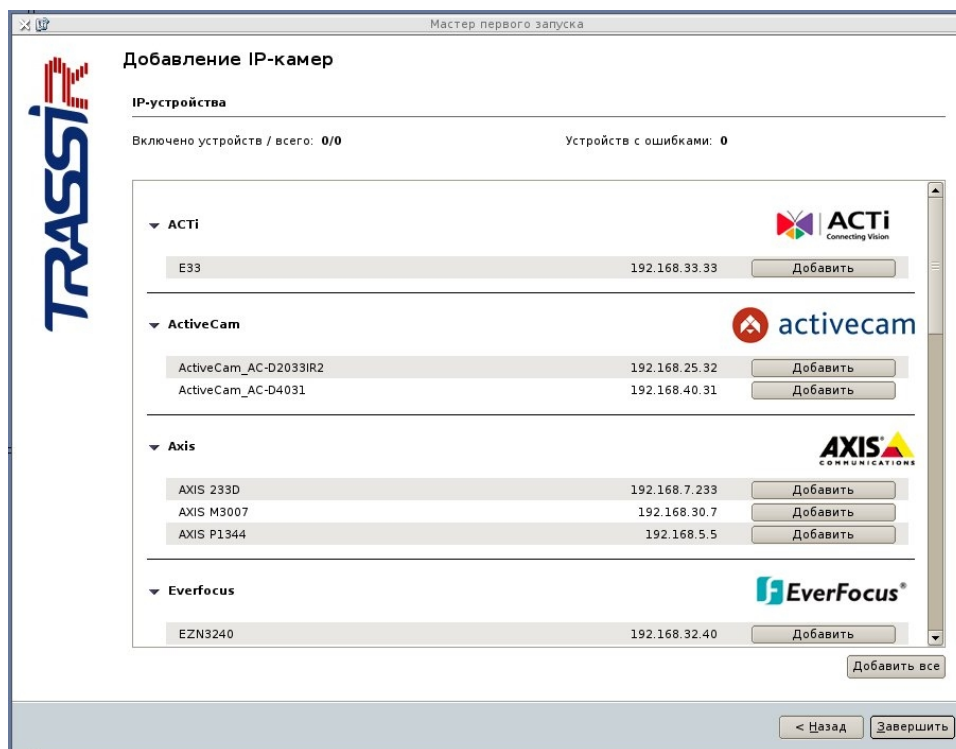 Мастер первого запуска
TRASSIR
Добавление IP-камер
IP-устройства
Включено устройств / всего: 0/0 Устройств с ошибками: 0
ACTi ACTi
Connecting Vision
E33 192.168.33.33 Добавить
ActiveCam activecam
ActiveCam_AC-D2033IR2 192.168.25.32 Добавить
ActiveCam_AC-D4031 192.168.40.31 Добавить
Axis AXIS
COMMUNICATIONS
AXIS 233D 192.168.7.233 Добавить
AXIS M3007 192.168.30.7 Добавить
AXIS P1344 192.168.5.5 Добавить
Everfocus EverFocus®
EZN3240 192.168.32.40 Добавить
Добавить все
< Назад Завершить